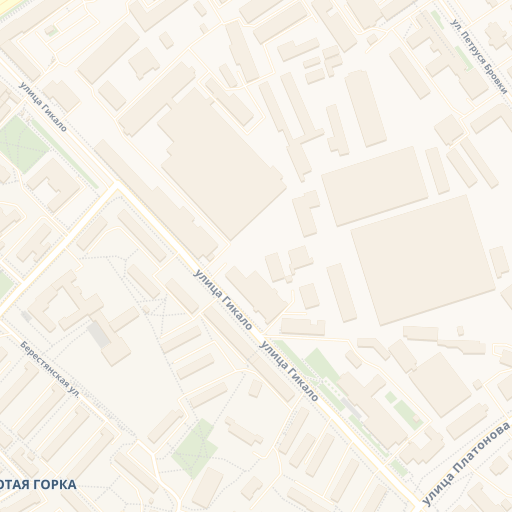 ул. Петруся Бровки
улица Гикало
улица Гикало
улица Гикало
Берестянская ул.
улица Платонова
ОТАЯ ГОРКА